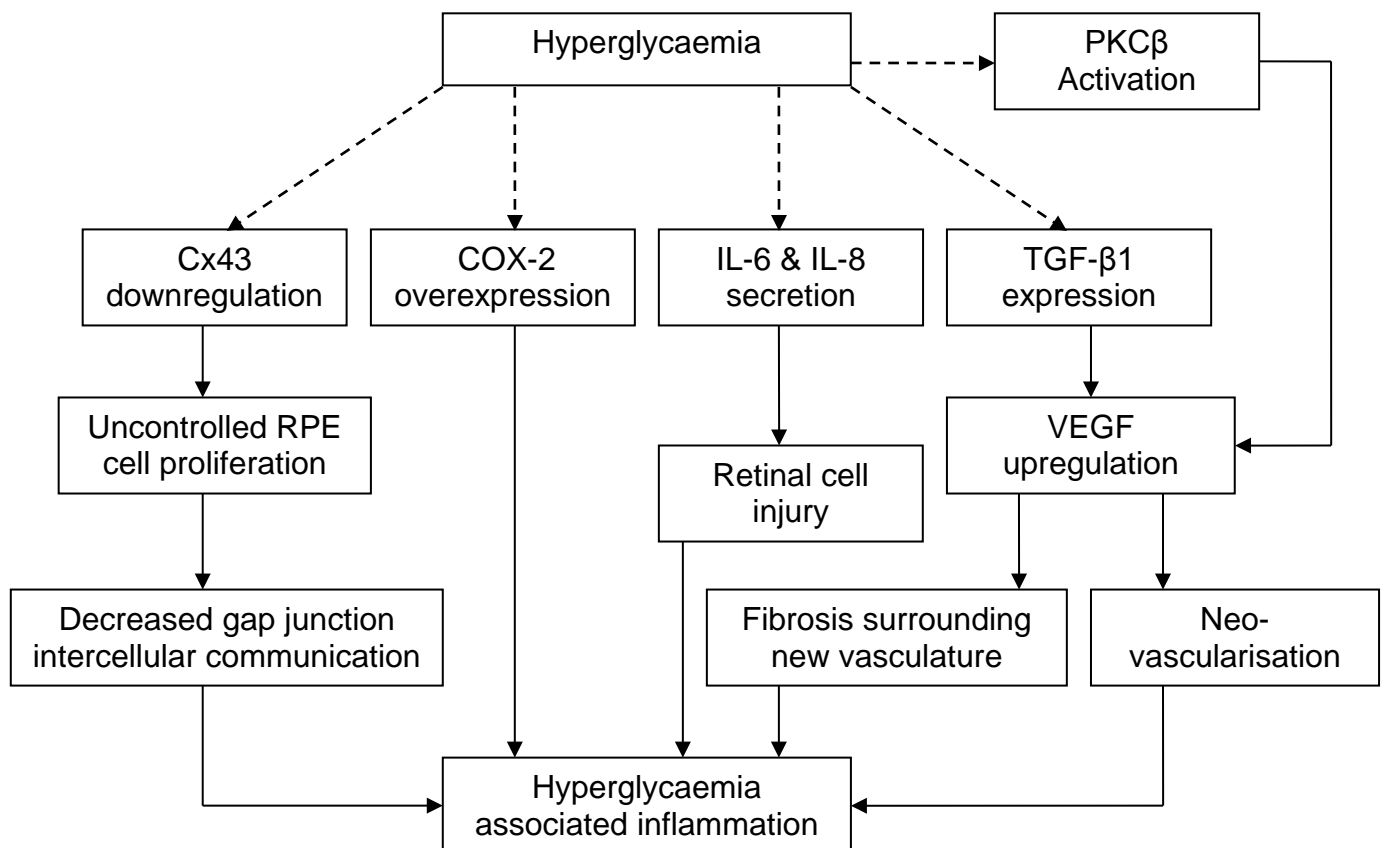 Hyperglycaemia
PKCβ
Activation
Cx43
downregulation
COX-2
overexpression
IL-6 & IL-8
secretion
TGF-β1
expression
Uncontrolled RPE
cell proliferation
Retinal cell
injury
VEGF
upregulation
Decreased gap junction
intercellular communication
Fibrosis surrounding
new vasculature
Neo-
vascularisation
Hyperglycaemia
associated inflammation